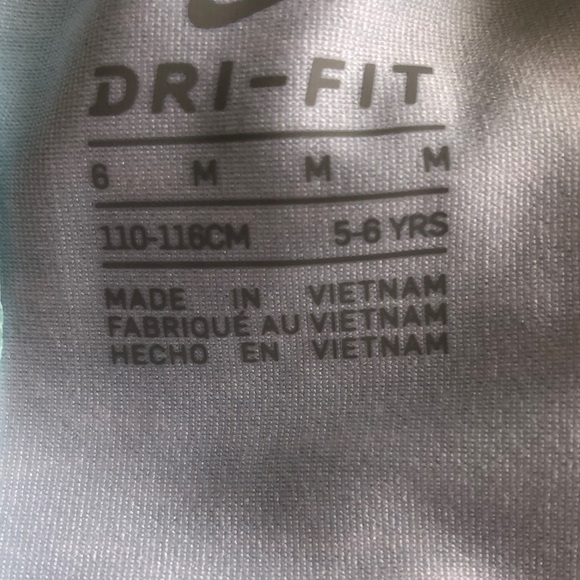 DRI-FIT
6 M M M
110-116CM 5-6 YRS
MADE IN VIETNAM
FABRIQUÉ AU VIETNAM
HECHO EN VIETNAM